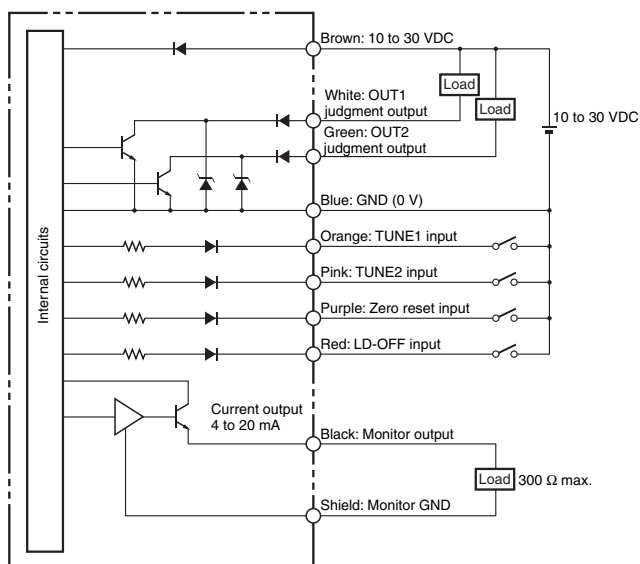 Brown: 10 to 30 VDC
Load
White: OUT1
judgment output
Load
10 to 30 VDC
Green: OUT2
judgment output
Blue: GND (0 V)
Internal circuits
Orange: TUNE1 input
Pink: TUNE2 input
Purple: Zero reset input
Red: LD-OFF input
Current output
4 to 20 mA
Black: Monitor output
Load
300 Ω max.
Shield: Monitor GND